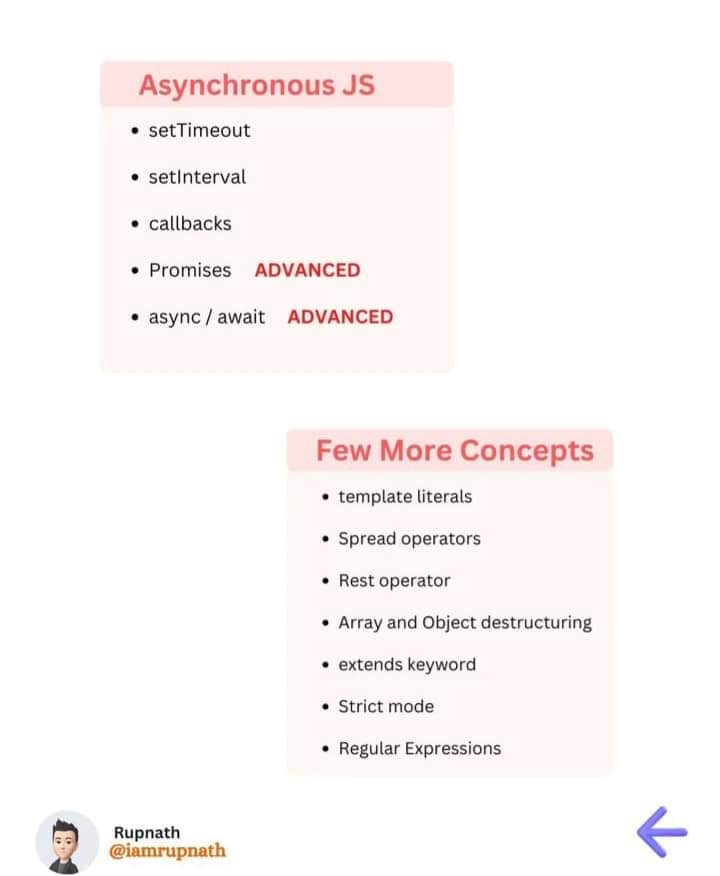 Asynchronous JS
• setTimeout
• setInterval
• callbacks
• Promises ADVANCED
• async / await ADVANCED
Few More Concepts
• template literals
• Spread operators
• Rest operator
• Array and Object destructuring
• extends keyword
• Strict mode
• Regular Expressions
Rupnath
@iamrupnath